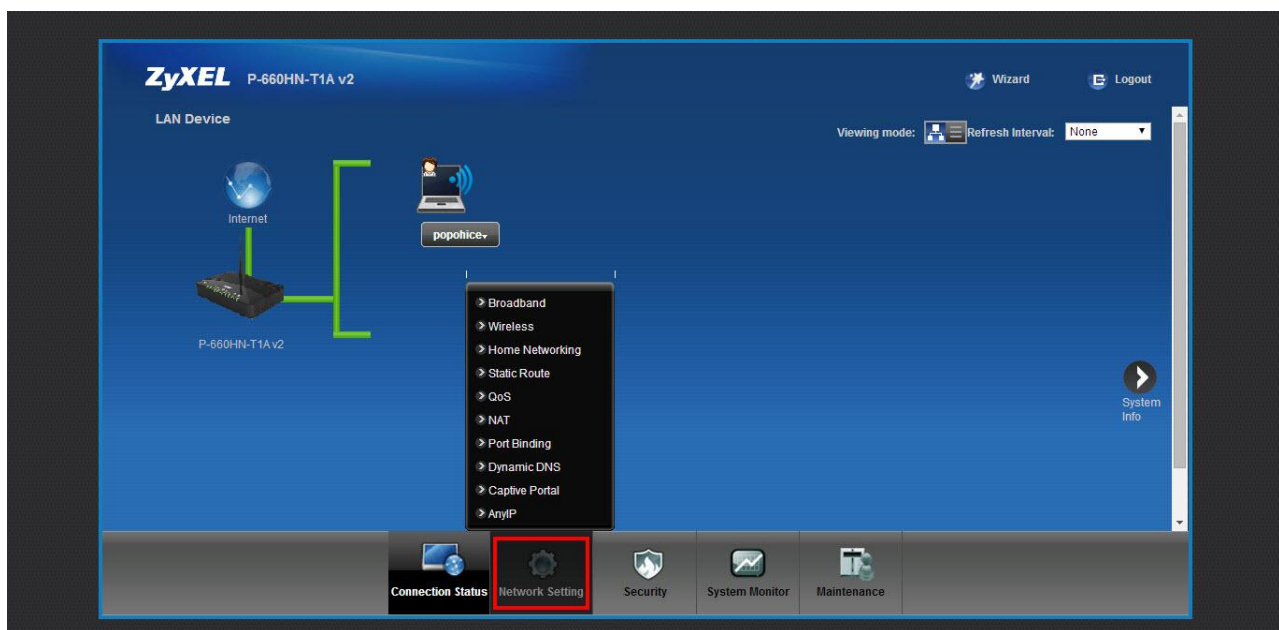 ZyXEL P-660HN-T1A v2
Wizard
Logout
LAN Device
Viewing mode:
Refresh Interval:
None
Internet
popohice
P-660HN-T1A v2
Broadband
Wireless
Home Networking
Static Route
QoS
NAT
Port Binding
Dynamic DNS
Captive Portal
AnyIP
System
Info
Connection Status
Network Setting
Security
System Monitor
Maintenance